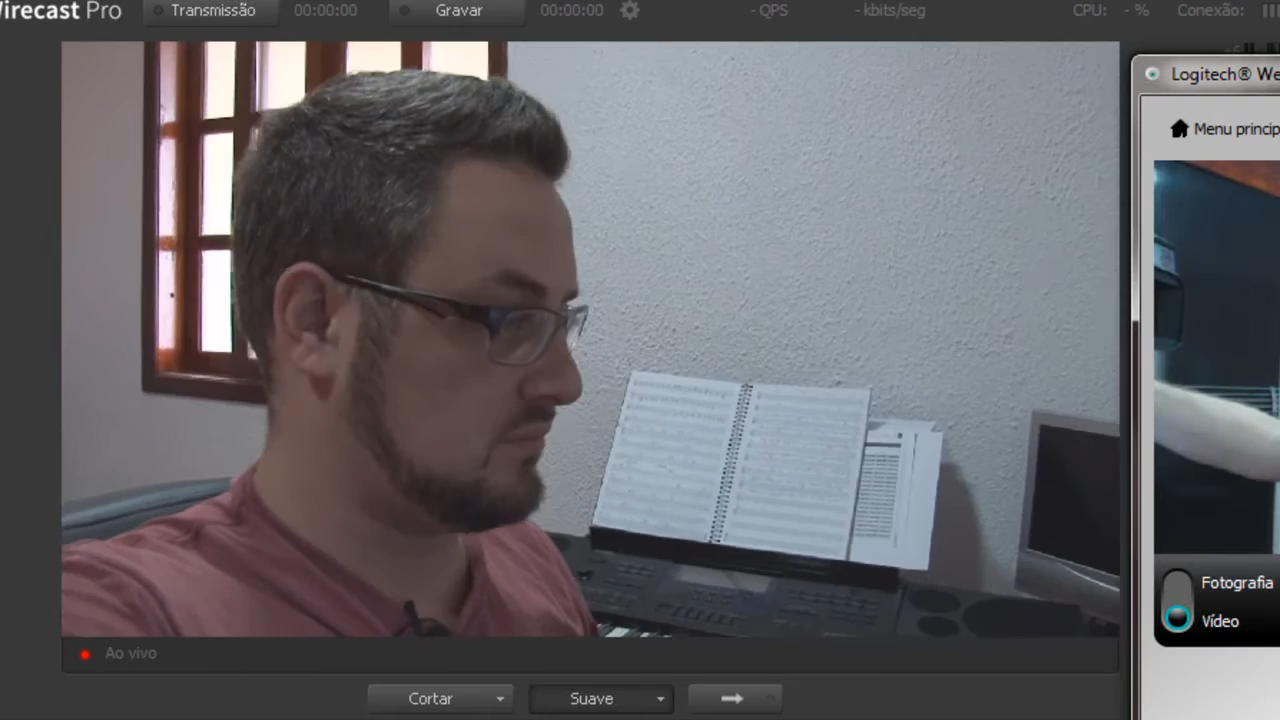 Wirecast Pro
Transmissão
00:00:00
Gravar
00:00:00
- QPS
- kbits/seg
CPU: - %
Conexão:
Logitech® We
Menu princip
Fotografia
Vídeo
Ao vivo
Cortar
Suave